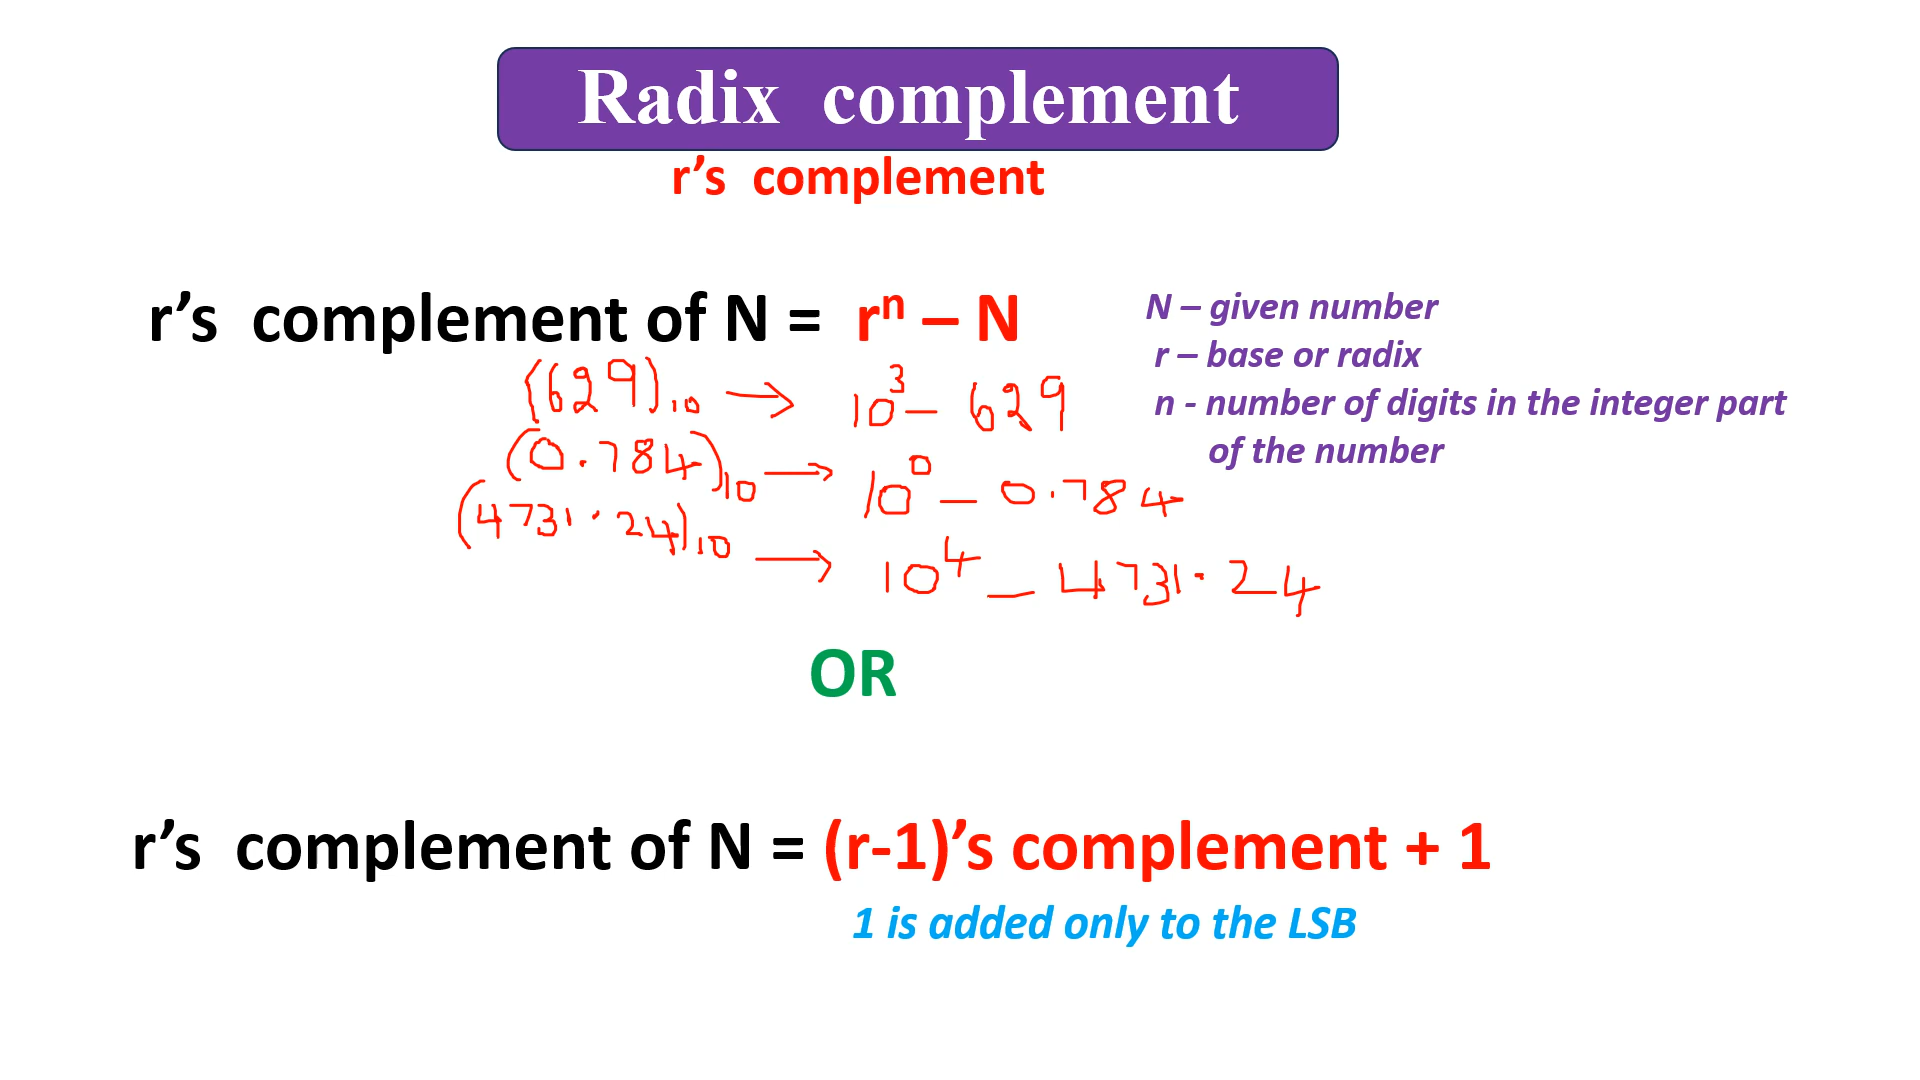 Radix complement
r’s complement
r’s complement of N = rⁿ – N
N – given number
r – base or radix
n - number of digits in the integer part
of the number
(629)₁₀ → 10³ – 629
(0.784)₁₀ → 10⁰ – 0.784
(4731.24)₁₀ → 10⁴ – 4731.24
OR
r’s complement of N = (r-1)’s complement + 1
1 is added only to the LSB